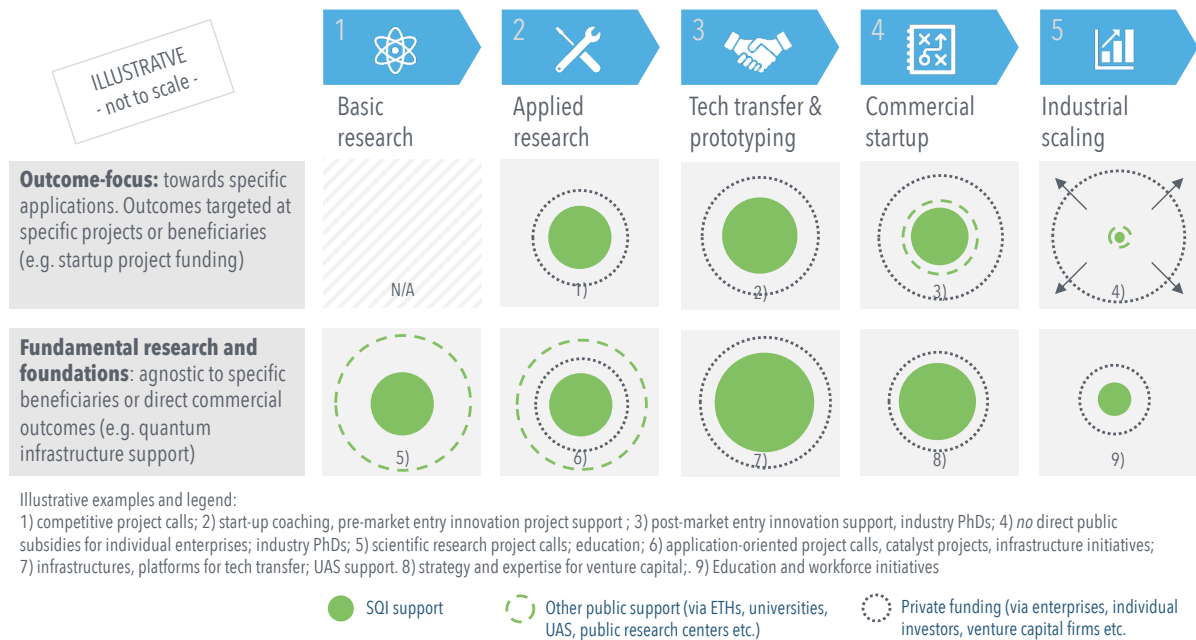 ILLUSTRATVE
- not to scale -
1
2
3
4
5
Basic
research
Applied
research
Tech transfer &
prototyping
Commercial
startup
Industrial
scaling
Outcome-focus: towards specific
applications. Outcomes targeted at
specific projects or beneficiaries
(e.g. startup project funding)
N/A
1)
2)
3)
4)
Fundamental research and
foundations: agnostic to specific
beneficiaries or direct commercial
outcomes (e.g. quantum
infrastructure support)
5)
6)
7)
8)
9)
Illustrative examples and legend:
1) competitive project calls; 2) start-up coaching, pre-market entry innovation project support ; 3) post-market entry innovation support, industry PhDs; 4) no direct public
subsidies for individual enterprises; industry PhDs; 5) scientific research project calls; education; 6) application-oriented project calls, catalyst projects, infrastructure initiatives;
7) infrastructures, platforms for tech transfer; UAS support. 8) strategy and expertise for venture capital;. 9) Education and workforce initiatives
SQI support
Other public support (via ETHs, universities,
UAS, public research centers etc.)
Private funding (via enterprises, individual
investors, venture capital firms etc.